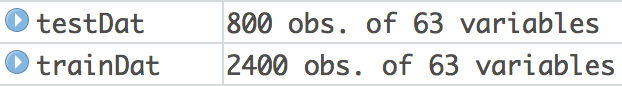 testDat 800 obs. of 63 variables
trainDat 2400 obs. of 63 variables